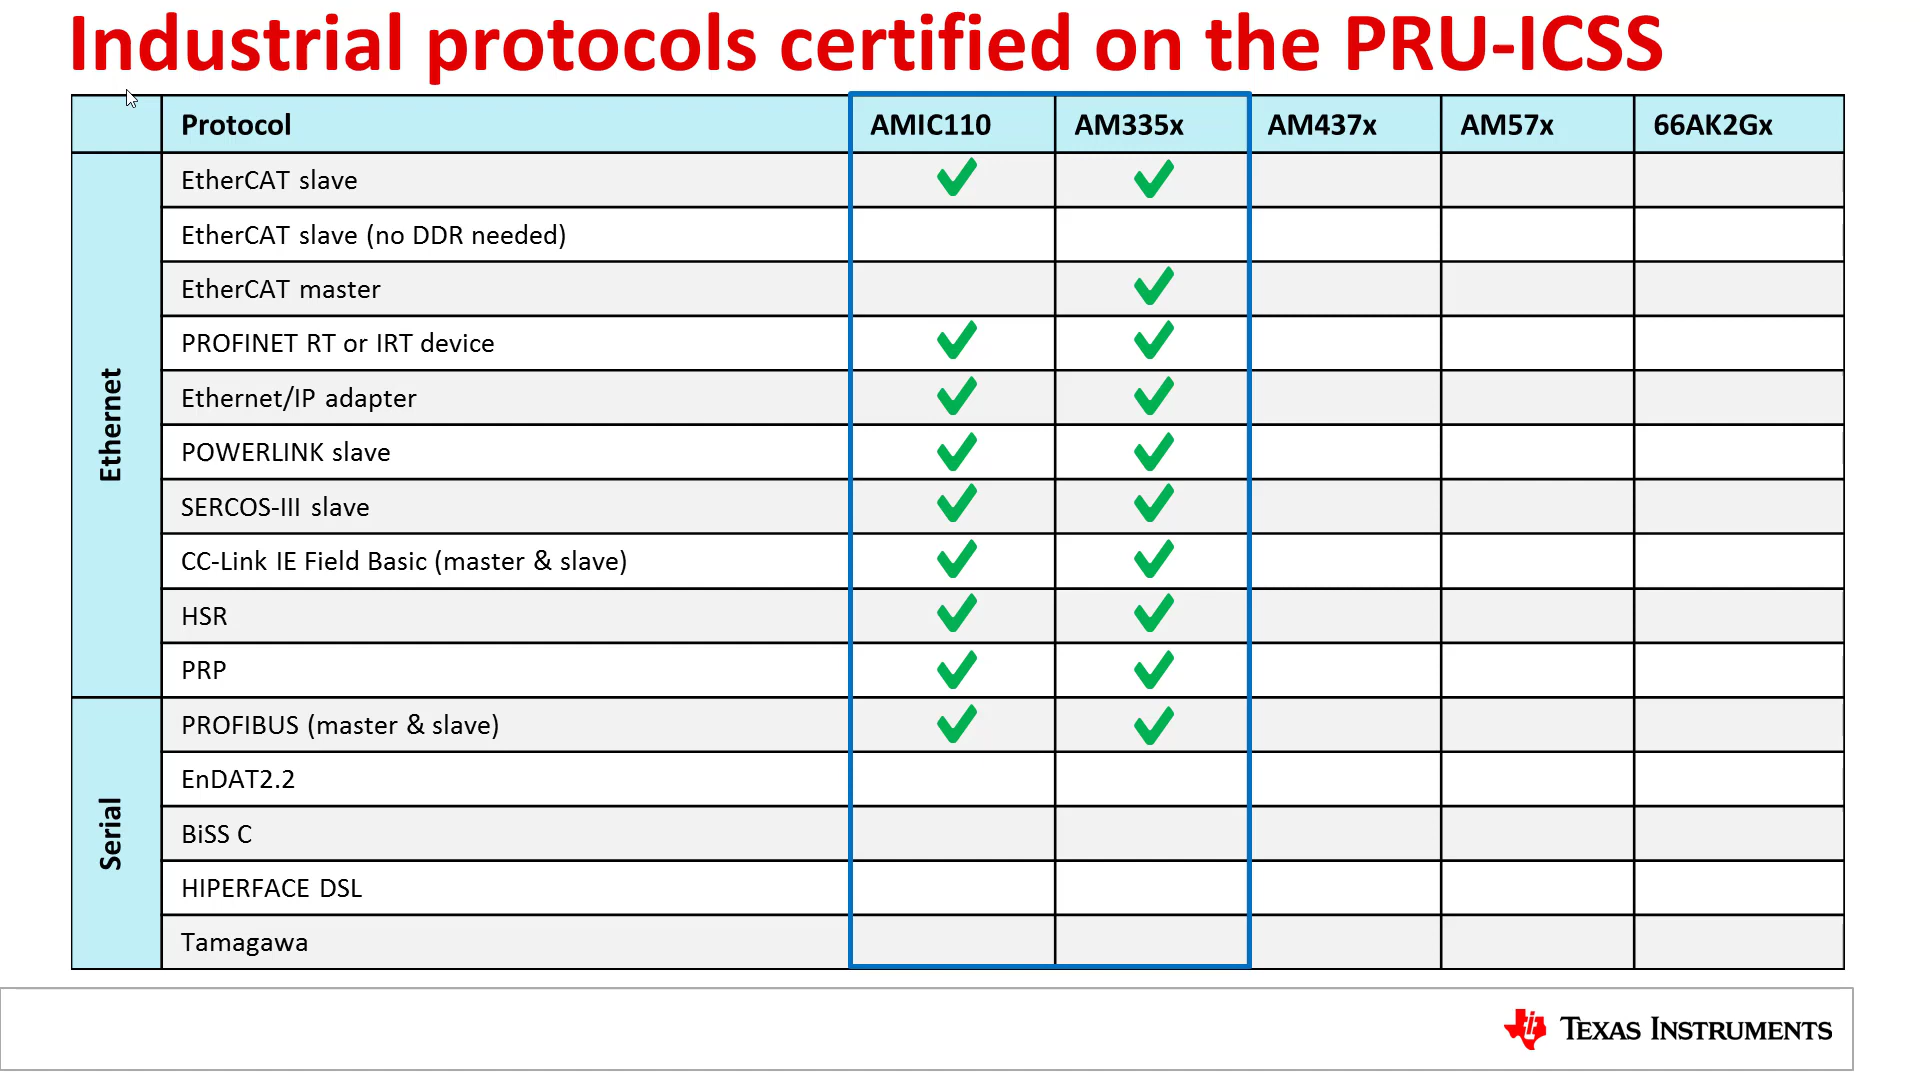 Industrial protocols certified on the PRU-ICSS
Protocol AMIC110 AM335x AM437x AM57x 66AK2Gx
Ethernet
EtherCAT slave ✔ ✔
EtherCAT slave (no DDR needed)
EtherCAT master ✔
PROFINET RT or IRT device ✔ ✔
Ethernet/IP adapter ✔ ✔
POWERLINK slave ✔ ✔
SERCOS-III slave ✔ ✔
CC-Link IE Field Basic (master & slave) ✔ ✔
HSR ✔ ✔
PRP ✔ ✔
Serial
PROFIBUS (master & slave) ✔ ✔
EnDAT2.2
BiSS C
HIPERFACE DSL
Tamagawa
TEXAS INSTRUMENTS